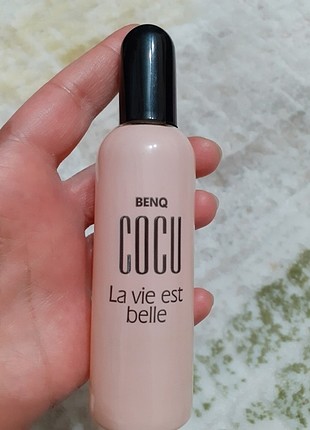 BENQ
COCU
La vie est
belle